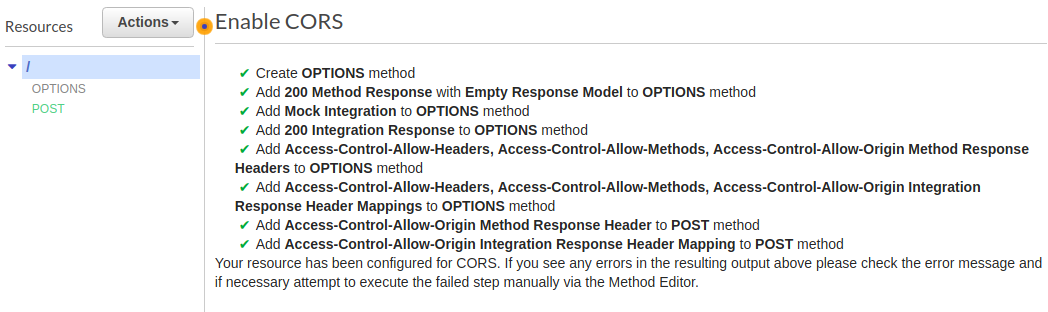 Resources
Actions
Enable CORS
/
OPTIONS
POST
✔ Create OPTIONS method
✔ Add 200 Method Response with Empty Response Model to OPTIONS method
✔ Add Mock Integration to OPTIONS method
✔ Add 200 Integration Response to OPTIONS method
✔ Add Access-Control-Allow-Headers, Access-Control-Allow-Methods, Access-Control-Allow-Origin Method Response
Headers to OPTIONS method
✔ Add Access-Control-Allow-Headers, Access-Control-Allow-Methods, Access-Control-Allow-Origin Integration
Response Header Mappings to OPTIONS method
✔ Add Access-Control-Allow-Origin Method Response Header to POST method
✔ Add Access-Control-Allow-Origin Integration Response Header Mapping to POST method
Your resource has been configured for CORS. If you see any errors in the resulting output above please check the error message and
if necessary attempt to execute the failed step manually via the Method Editor.